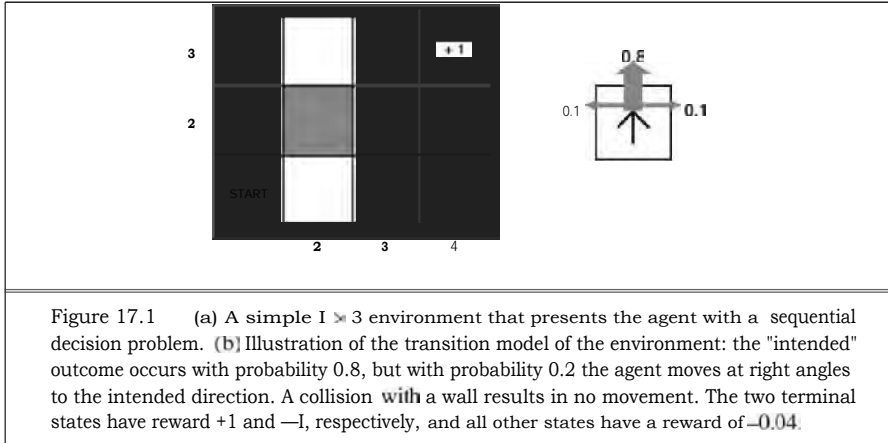 3
+ 1
0.8
2
0.1
0.1
START
2 3 4
Figure 17.1 (a) A simple I × 3 environment that presents the agent with a sequential
decision problem. (b) Illustration of the transition model of the environment: the "intended"
outcome occurs with probability 0.8, but with probability 0.2 the agent moves at right angles
to the intended direction. A collision with a wall results in no movement. The two terminal
states have reward +1 and —I, respectively, and all other states have a reward of –0.04.